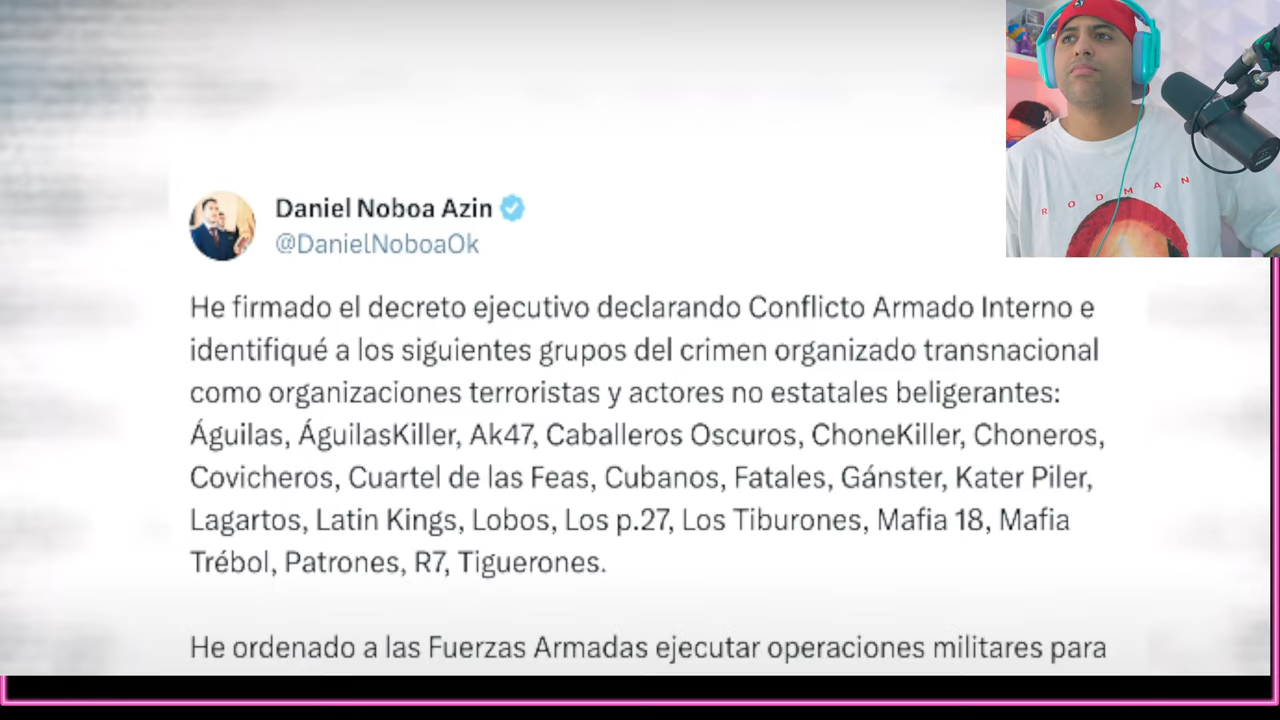 Daniel Noboa Azin
@DanielNoboaOk
He firmado el decreto ejecutivo declarando Conflicto Armado Interno e
identifiqué a los siguientes grupos del crimen organizado transnacional
como organizaciones terroristas y actores no estatales beligerantes:
Águilas, ÁguilasKiller, Ak47, Caballeros Oscuros, ChoneKiller, Choneros,
Covicheros, Cuartel de las Feas, Cubanos, Fatales, Gánster, Kater Piler,
Lagartos, Latin Kings, Lobos, Los p.27, Los Tiburones, Mafia 18, Mafia
Trébol, Patrones, R7, Tiguerones.
He ordenado a las Fuerzas Armadas ejecutar operaciones militares para
RODMAN